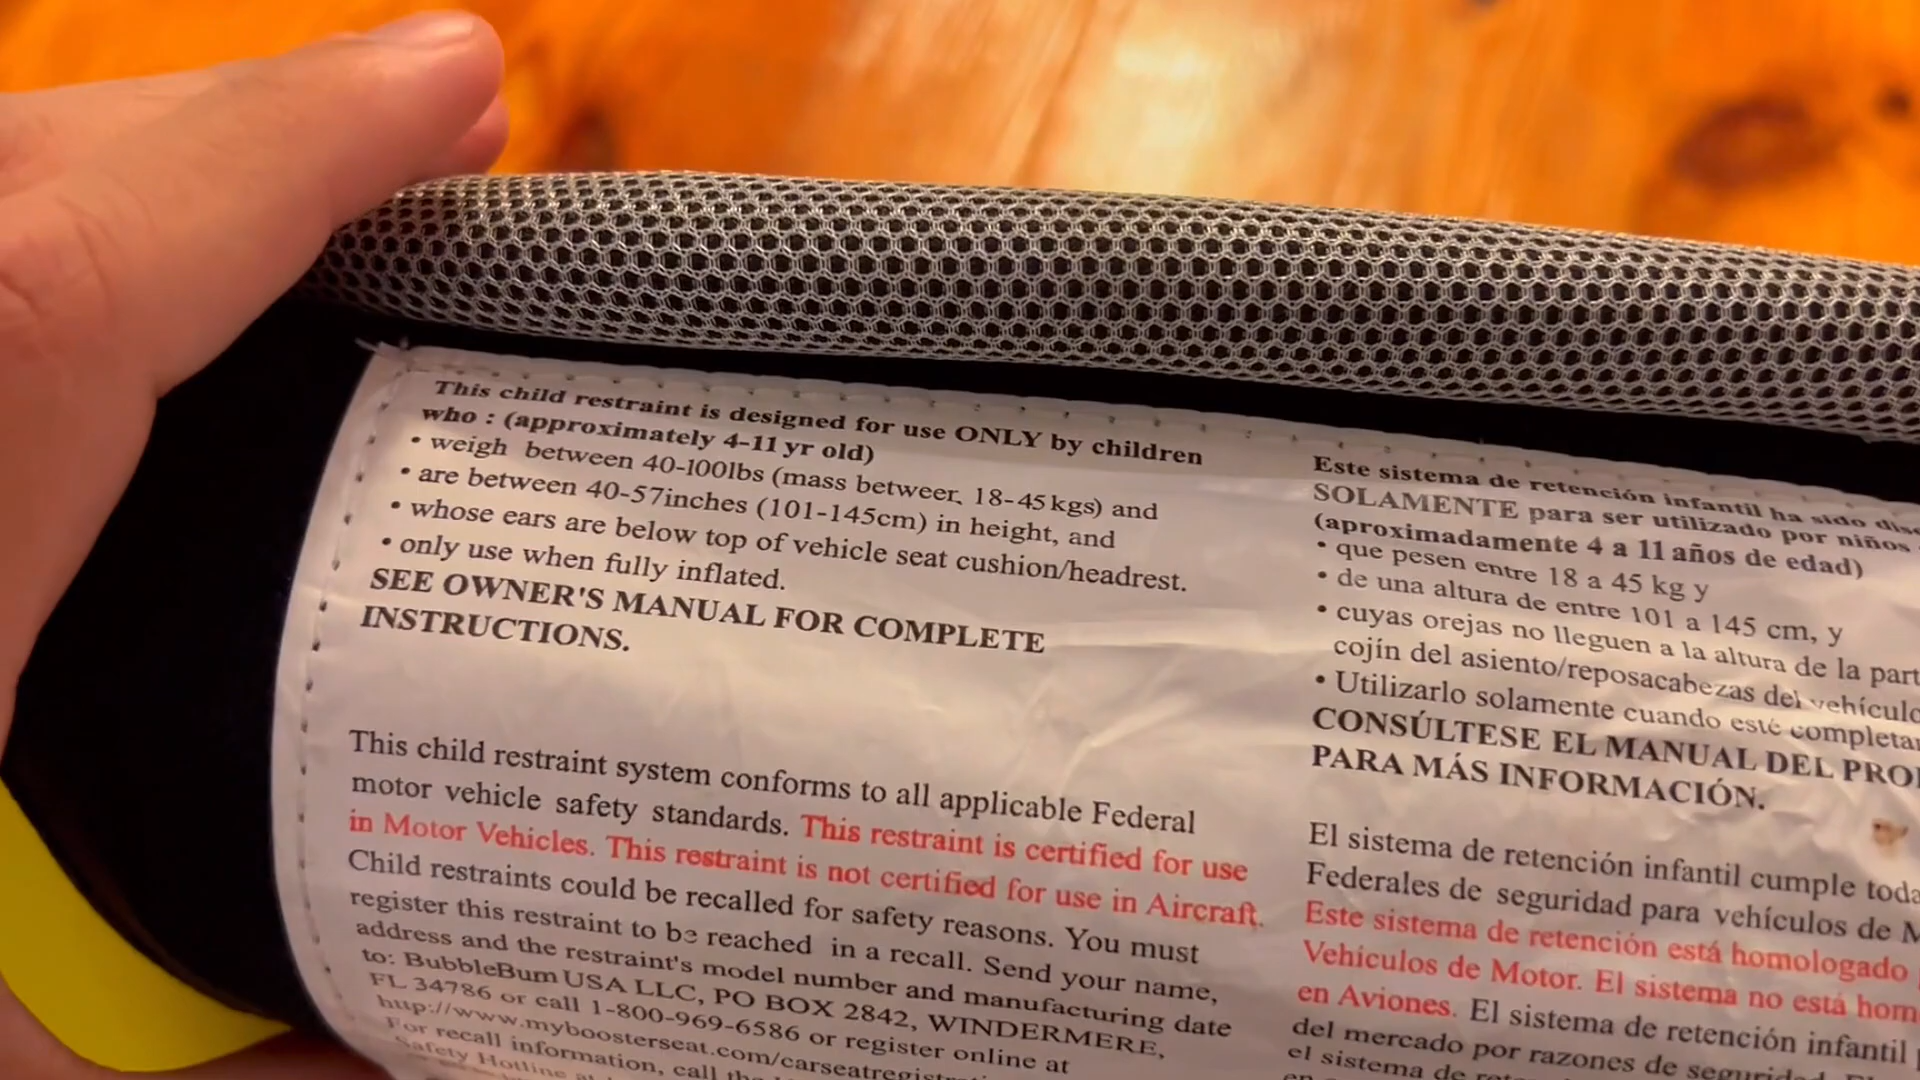 This child restraint is designed for use ONLY by children
who : (approximately 4-11 yr old)
• weigh between 40-100lbs (mass between 18-45kgs) and
• are between 40-57inches (101-145cm) in height, and
• whose ears are below top of vehicle seat cushion/headrest.
• only use when fully inflated.
SEE OWNER'S MANUAL FOR COMPLETE
INSTRUCTIONS.
This child restraint system conforms to all applicable Federal
motor vehicle safety standards. This restraint is certified for use
in Motor Vehicles. This restraint is not certified for use in Aircraft.
Child restraints could be recalled for safety reasons. You must
register this restraint to be reached in a recall. Send your name,
address and the restraint's model number and manufacturing date
to: BubbleBum USA LLC, PO BOX 2842, WINDERMERE,
FL 34786 or call 1-800-969-6586 or register online at
http://www.myboosterseat.com/carseatregistr
For recall information, call the
Safety Hotline
Este sistema de retención infantil ha sido
SOLAMENTE para ser utilizado por niños
(aproximadamente 4 a 11 años de edad)
• que pesen entre 18 a 45 kg y
• de una altura de entre 101 a 145 cm, y
• cuyas orejas no lleguen a la altura de la part
cojín del asiento/reposacabezas del vehículo
• Utilizarlo solamente cuando esté completa
CONSÚLTESE EL MANUAL DEL PRO
PARA MÁS INFORMACIÓN.
El sistema de retención infantil cumple toda
Federales de seguridad para vehículos de M
Este sistema de retención está homologado
Vehículos de Motor. El sistema no está hom
en Aviones. El sistema de retención infantil
del mercado por razones de seguridad.
el sistema de